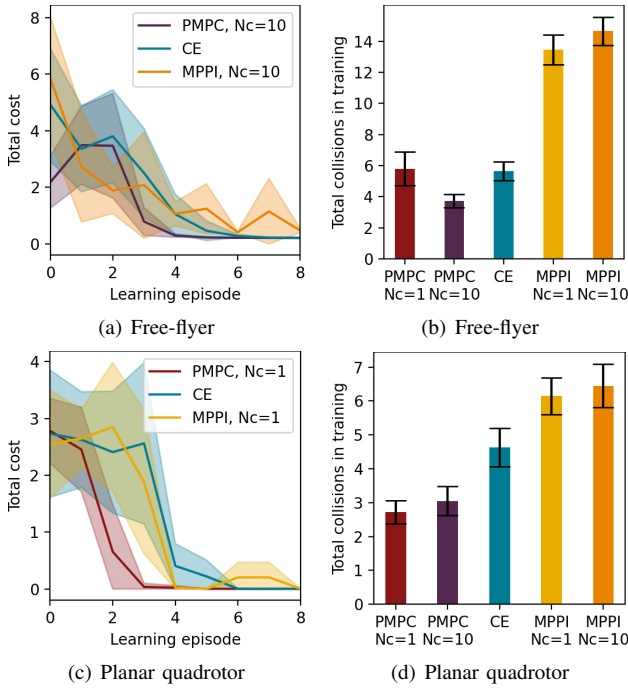 8
6
4
2
0
Total cost
PMPC, Nc=10
CE
MPPI, Nc=10
0 2 4 6 8
Learning episode
(a) Free-flyer
14
12
10
8
6
4
2
0
Total collisions in training
PMPC PMPC CE MPPI MPPI
Nc=1 Nc=10 Nc=1 Nc=10
(b) Free-flyer
4
3
2
1
0
Total cost
PMPC, Nc=1
CE
MPPI, Nc=1
0 2 4 6 8
Learning episode
(c) Planar quadrotor
7
6
5
4
3
2
1
0
Total collisions in training
PMPC PMPC CE MPPI MPPI
Nc=1 Nc=10 Nc=1 Nc=10
(d) Planar quadrotor